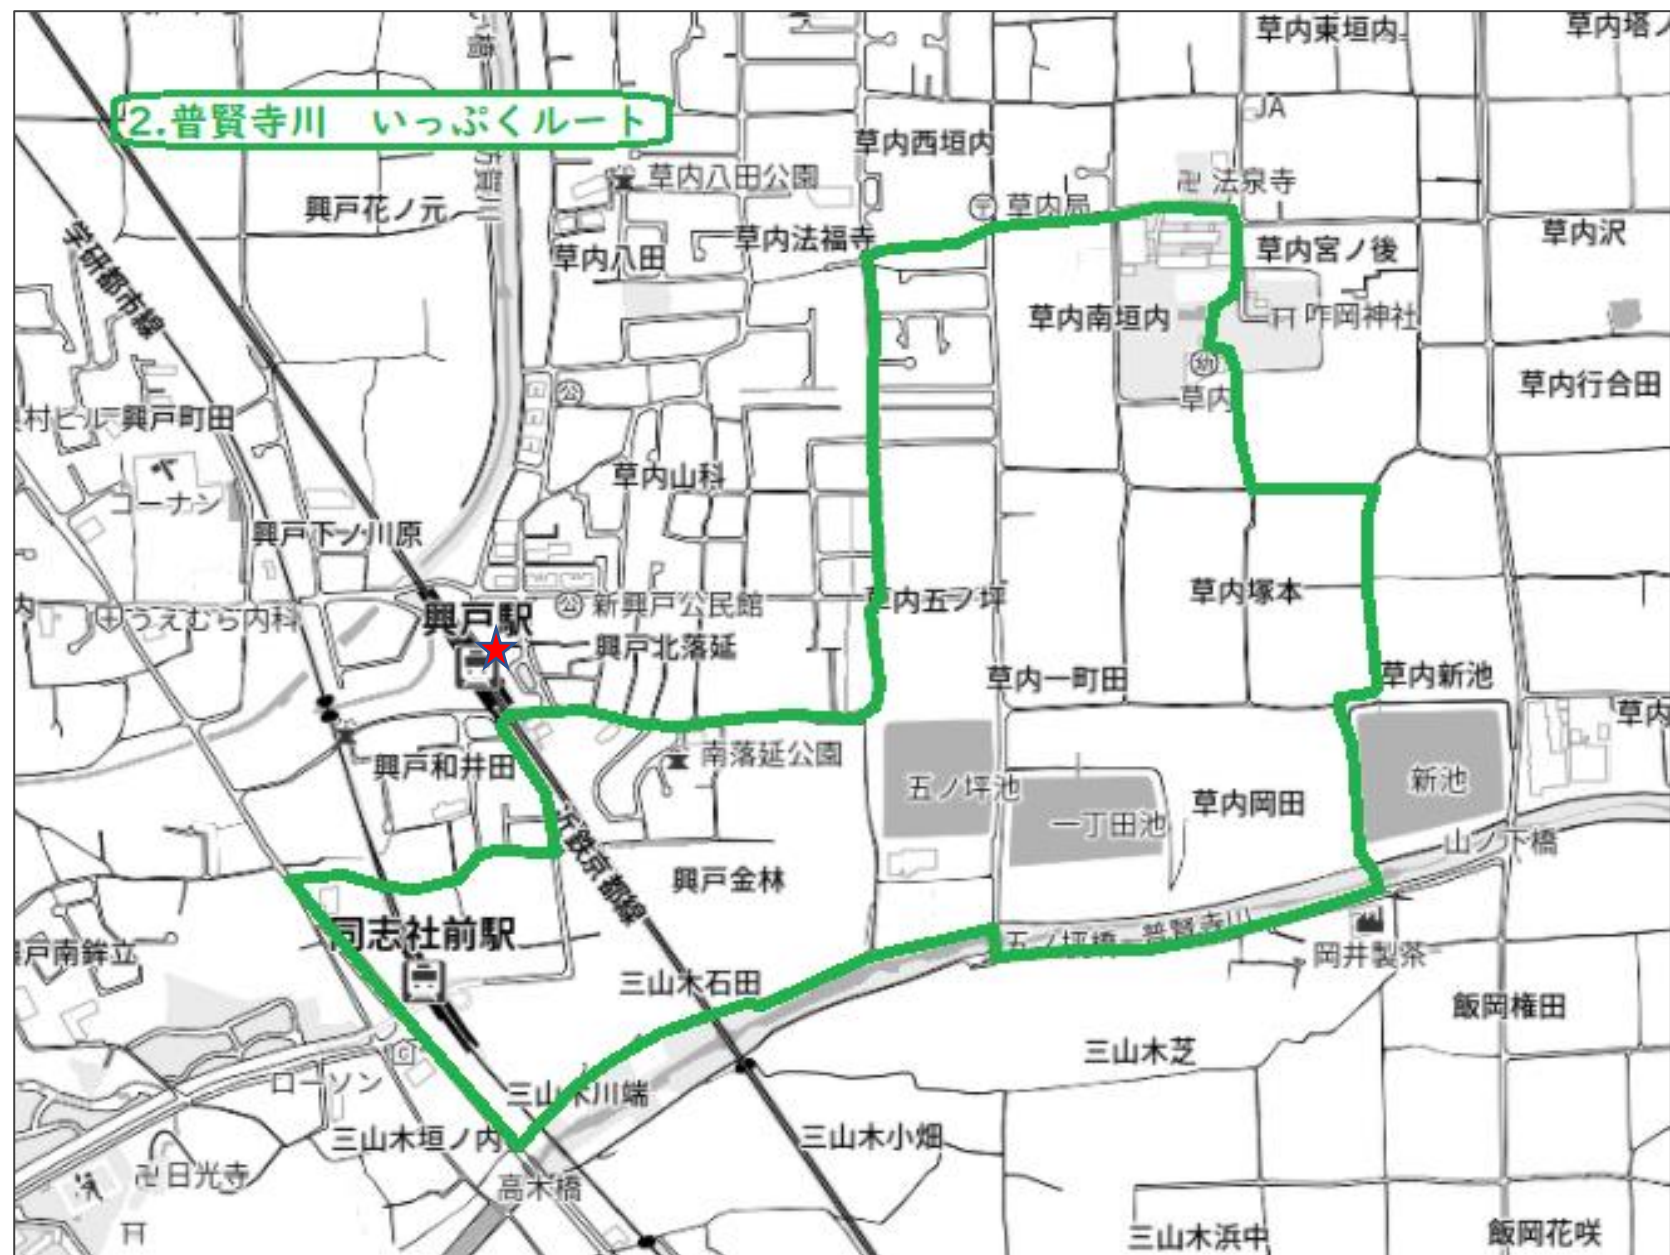 草内東垣内
草内塔ノ
2.普賢寺川　いっぷくルート
JA
草内西垣内
草内八田公園
法泉寺
興戸花ノ元
草内局
草内法福寺
草内沢
草内宮ノ後
草内八田
学研都市線
草内南垣内
咋岡神社
幼
草内
草内行合田
公
村ビル
興戸町田
草内山科
コーナン
興戸下ノ川原
草内塚本
草内五ノ坪
興戸駅
公
新興戸公民館
内
うえむら内科
興戸北落延
草内一町田
草内新池
草内
南落延公園
興戸和井田
五ノ坪池
新池
草内岡田
一丁田池
近鉄京都線
山ノ下橋
興戸金林
同志社前駅
五ノ坪橋
普賢寺川
戸南鉾立
岡井製茶
三山木石田
飯岡権田
三山木芝
ローソン
三山木川端
三山木垣ノ内
三山木小畑
日光寺
高木橋
三山木浜中
飯岡花咲